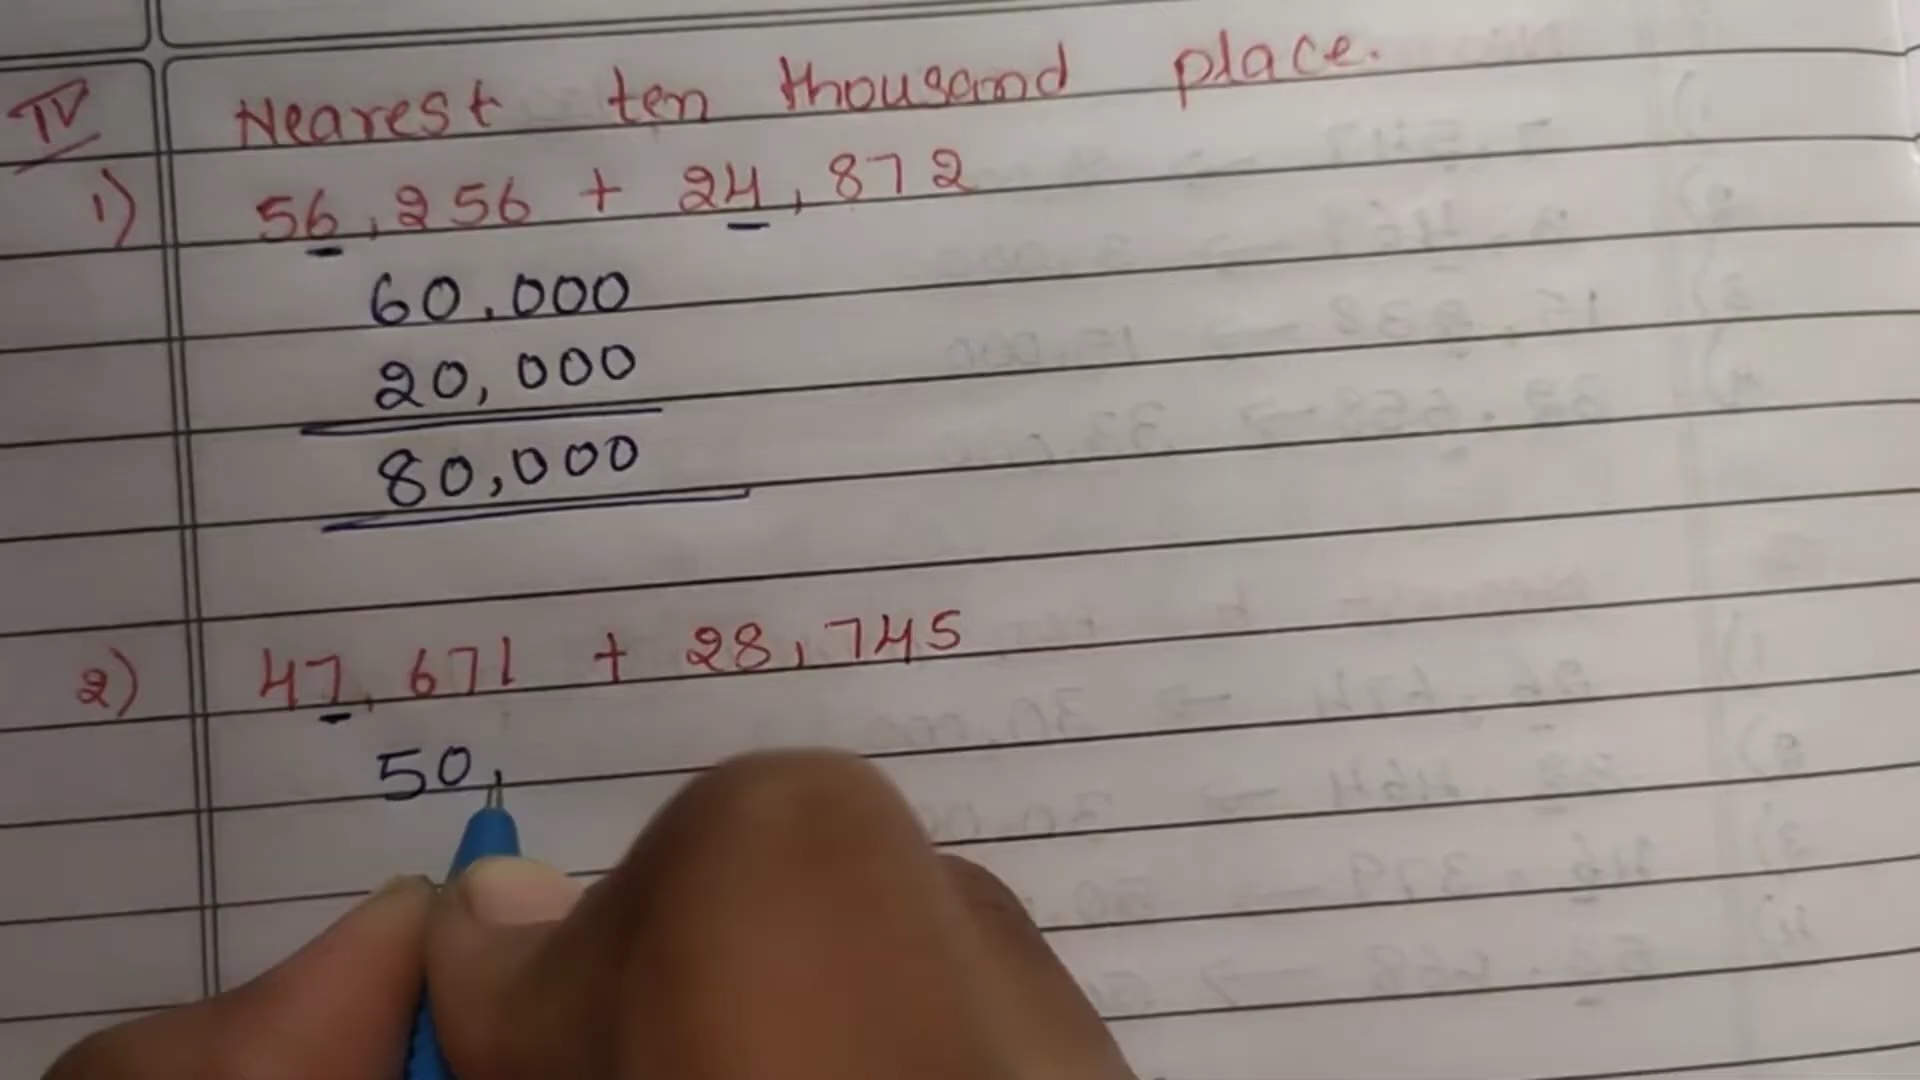 IV Nearest ten thousand place.
1) 56,256 + 24,872
60,000
20,000
80,000
2) 47,671 + 28,745
50,